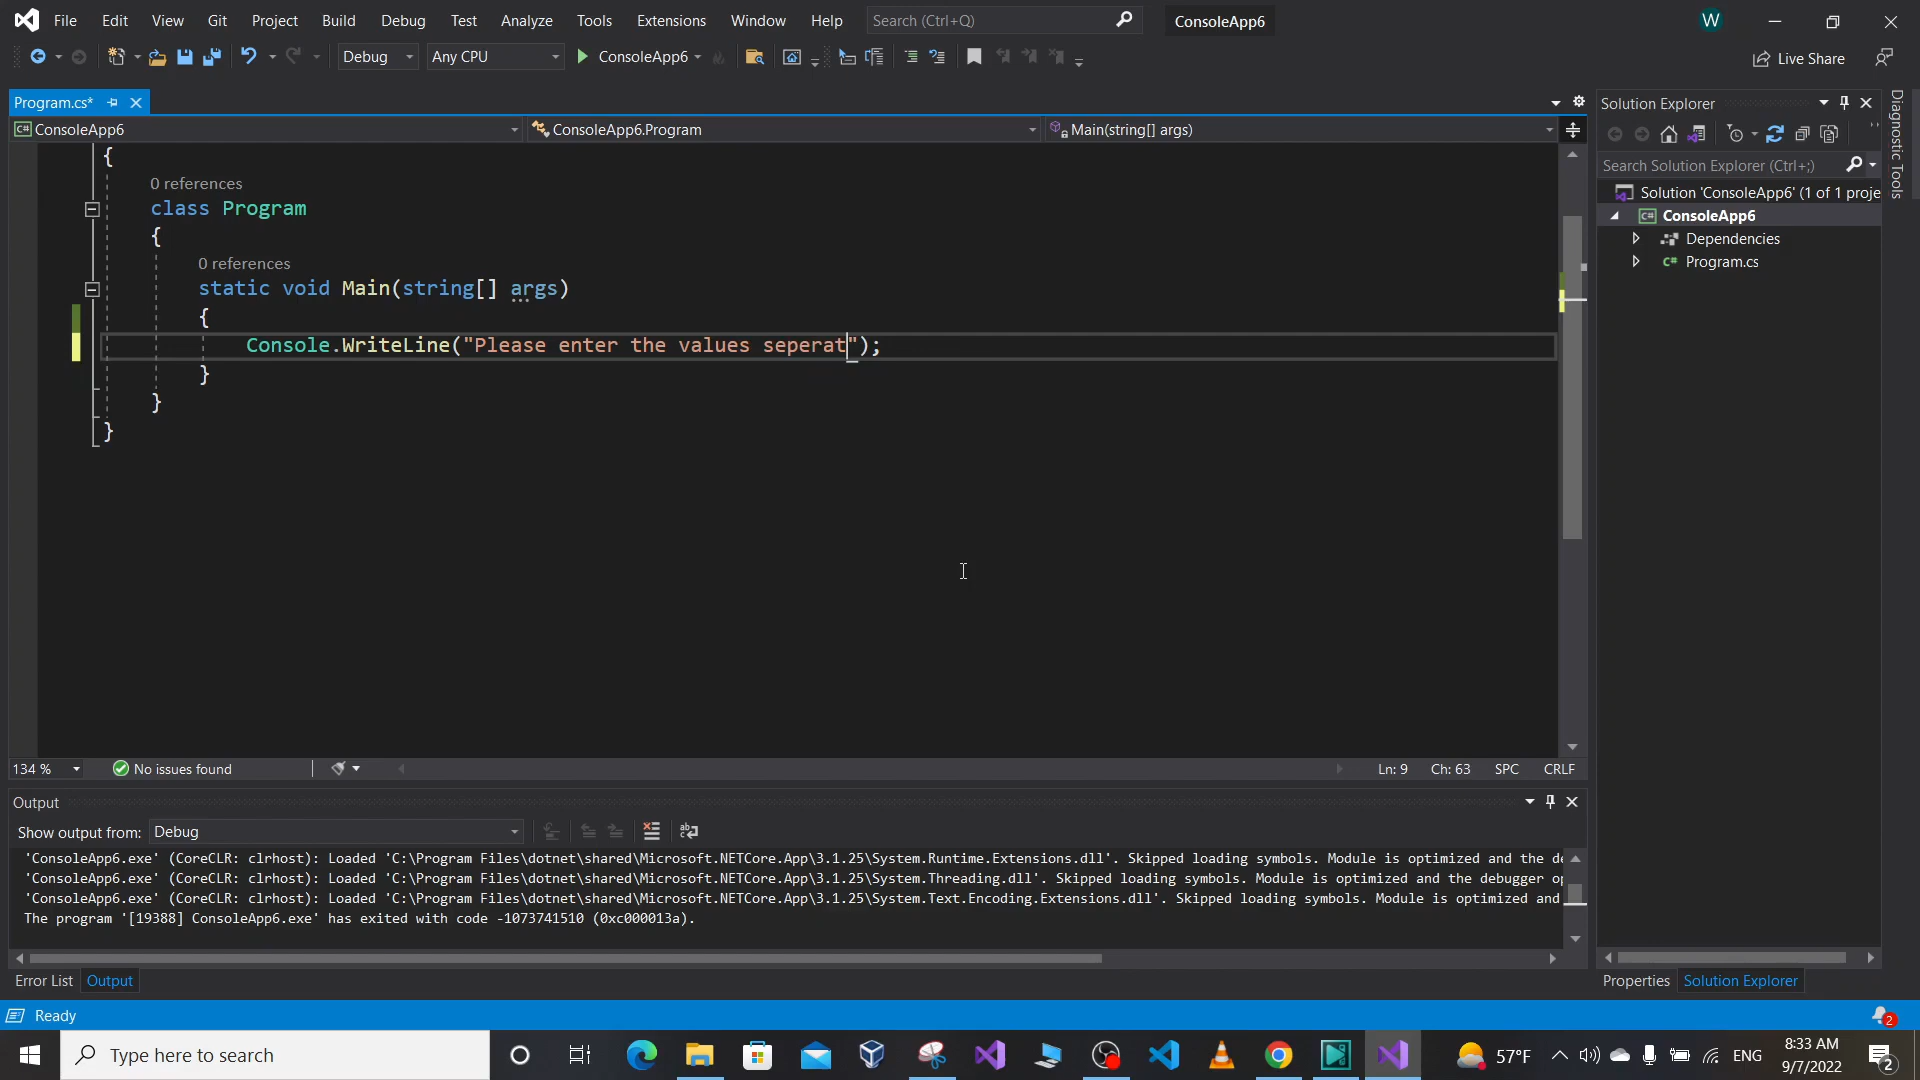 File Edit View Git Project Build Debug Test Analyze Tools Extensions Window Help Search (Ctrl+Q) ConsoleApp6 W
Debug Any CPU ConsoleApp6 Live Share
Program.cs* Solution Explorer
ConsoleApp6 ConsoleApp6.Program Main(string[] args)
Search Solution Explorer (Ctrl+;)
Solution 'ConsoleApp6' (1 of 1 proje
ConsoleApp6
Dependencies
Program.cs
Diagnostic Tools
{
0 references
class Program
{
0 references
static void Main(string[] args)
{
Console.WriteLine("Please enter the values seperat");
}
}
}
134 % No issues found Ln: 9 Ch: 63 SPC CRLF
Output
Show output from: Debug
'ConsoleApp6.exe' (CoreCLR: clrhost): Loaded 'C:\Program Files\dotnet\shared\Microsoft.NETCore.App\3.1.25\System.Runtime.Extensions.dll'. Skipped loading symbols. Module is optimized and the de
'ConsoleApp6.exe' (CoreCLR: clrhost): Loaded 'C:\Program Files\dotnet\shared\Microsoft.NETCore.App\3.1.25\System.Threading.dll'. Skipped loading symbols. Module is optimized and the debugger op
'ConsoleApp6.exe' (CoreCLR: clrhost): Loaded 'C:\Program Files\dotnet\shared\Microsoft.NETCore.App\3.1.25\System.Text.Encoding.Extensions.dll'. Skipped loading symbols. Module is optimized and
The program '[19388] ConsoleApp6.exe' has exited with code -1073741510 (0xc000013a).
Error List Output Properties Solution Explorer
Ready 2
Type here to search 57°F ENG 8:33 AM
9/7/2022 2